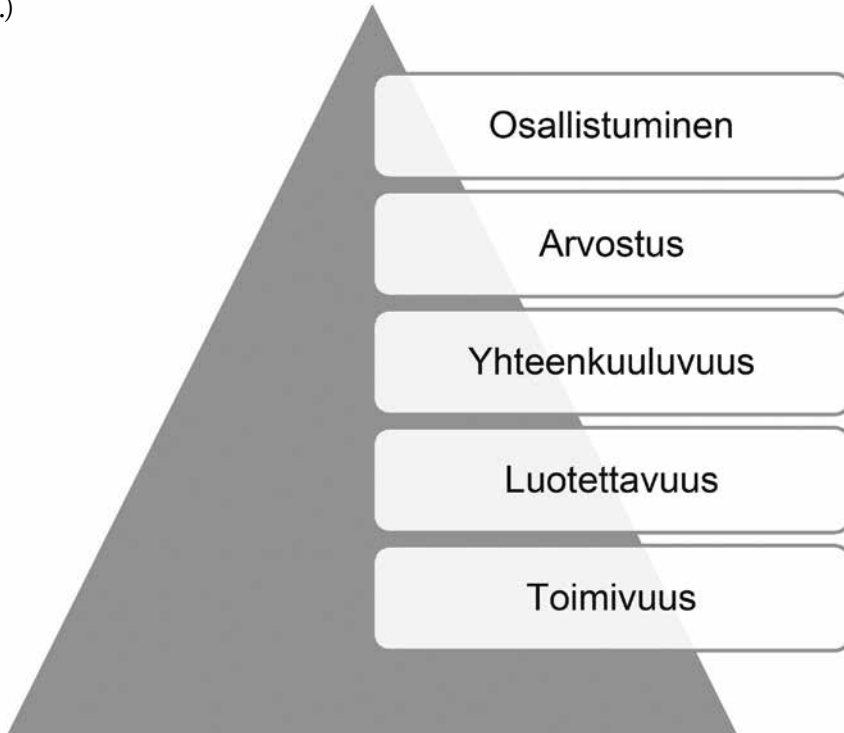 .)
Osallistuminen
Arvostus
Yhteenkuuluvuus
Luotettavuus
Toimivuus